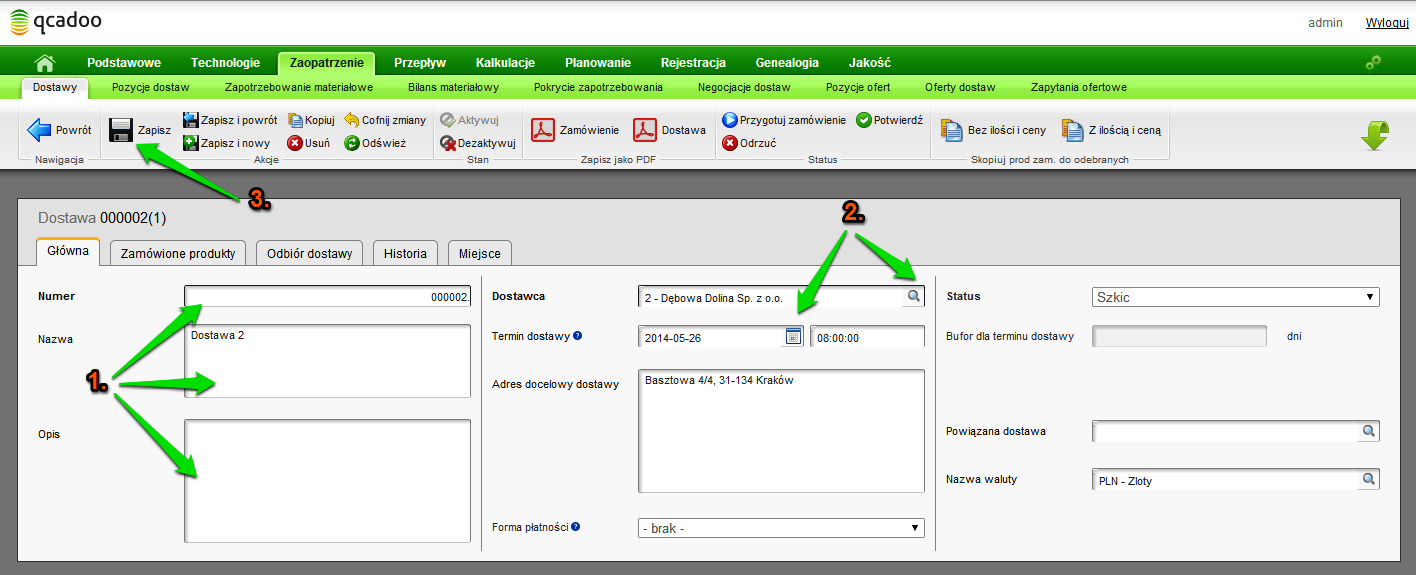 qcadoo
admin Wyloguj
Podstawowe Technologie Zaopatrzenie Przepływ Kalkulacje Planowanie Rejestracja Genealogia Jakość
Dostawy Pozycje dostaw Zapotrzebowanie materiałowe Bilans materiałowy Pokrycie zapotrzebowania Negocjacje dostaw Pozycje ofert Oferty dostaw Zapytania ofertowe
Powrót
Nawigacja
Zapisz
Zapisz i powrót Kopiuj Cofnij zmiany
Zapisz i nowy Usuń Odśwież
Akcje
Aktywuj
Dezaktywuj
Stan
Zamówienie Dostawa
Zapisz jako PDF
Przygotuj zamówienie Potwierdź
Odrzuć
Status
Bez ilości i ceny Z ilością i ceną
Skopiuj prod zam. do odebranych
3.
Dostawa 000002(1)
2.
Główna Zamówione produkty Odbiór dostawy Historia Miejsce
Numer 000002.
Nazwa Dostawa 2
1.
Opis
Dostawca 2 - Dębowa Dolina Sp. z o.o.
Termin dostawy ? 2014-05-26 08:00:00
Adres docelowy dostawy Basztowa 4/4, 31-134 Kraków
Forma płatności ? - brak -
Status Szkic
Bufor dla terminu dostawy dni
Powiązana dostawa
Nazwa waluty PLN - Zloty